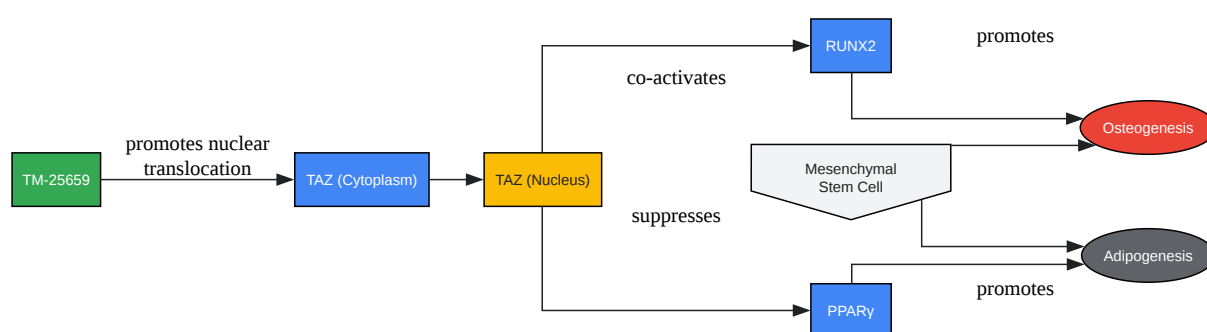 promotes
RUNX2
co-activates
Osteogenesis
promotes nuclear
translocation
Mesenchymal
Stem Cell
TM-25659
TAZ (Cytoplasm)
TAZ (Nucleus)
suppresses
Adipogenesis
promotes
PPARγ